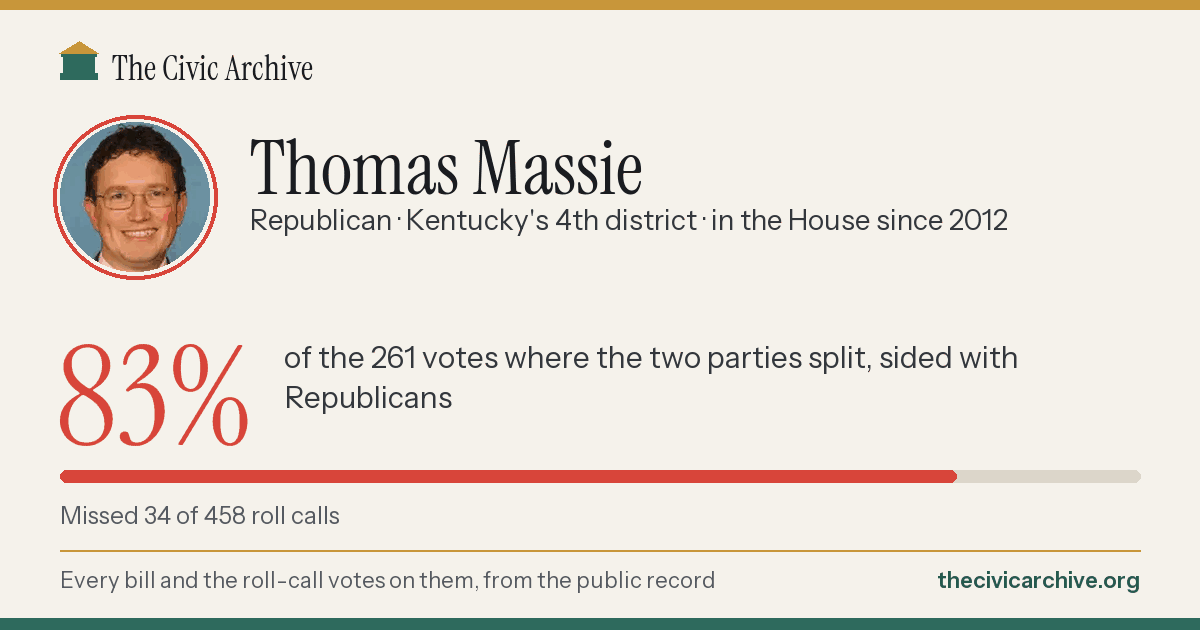 The Civic Archive
Thomas Massie
Republican · Kentucky's 4th district · in the House since 2012
83%
of the 261 votes where the two parties split, sided with
Republicans
Missed 34 of 458 roll calls
Every bill and the roll-call votes on them, from the public record
thecivicarchive.org